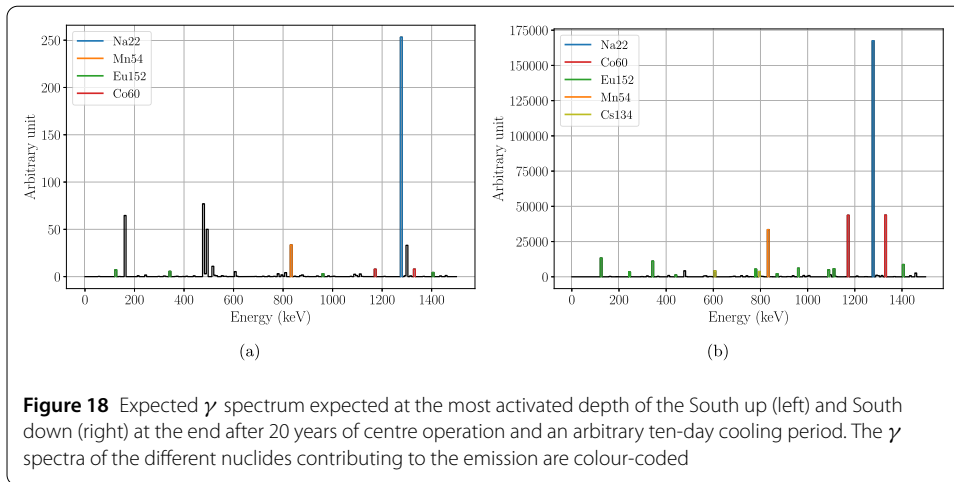 250
200
150
100
50
0
Arbitrary unit
Na22
Mn54
Eu152
Co60
0 200 400 600 800 1000 1200 1400
Energy (keV)
(a)
175000
150000
125000
100000
75000
50000
25000
0
Arbitrary unit
Na22
Co60
Eu152
Mn54
Cs134
0 200 400 600 800 1000 1200 1400
Energy (keV)
(b)
Figure 18 Expected γ spectrum expected at the most activated depth of the South up (left) and South
down (right) at the end after 20 years of centre operation and an arbitrary ten-day cooling period. The γ
spectra of the different nuclides contributing to the emission are colour-coded